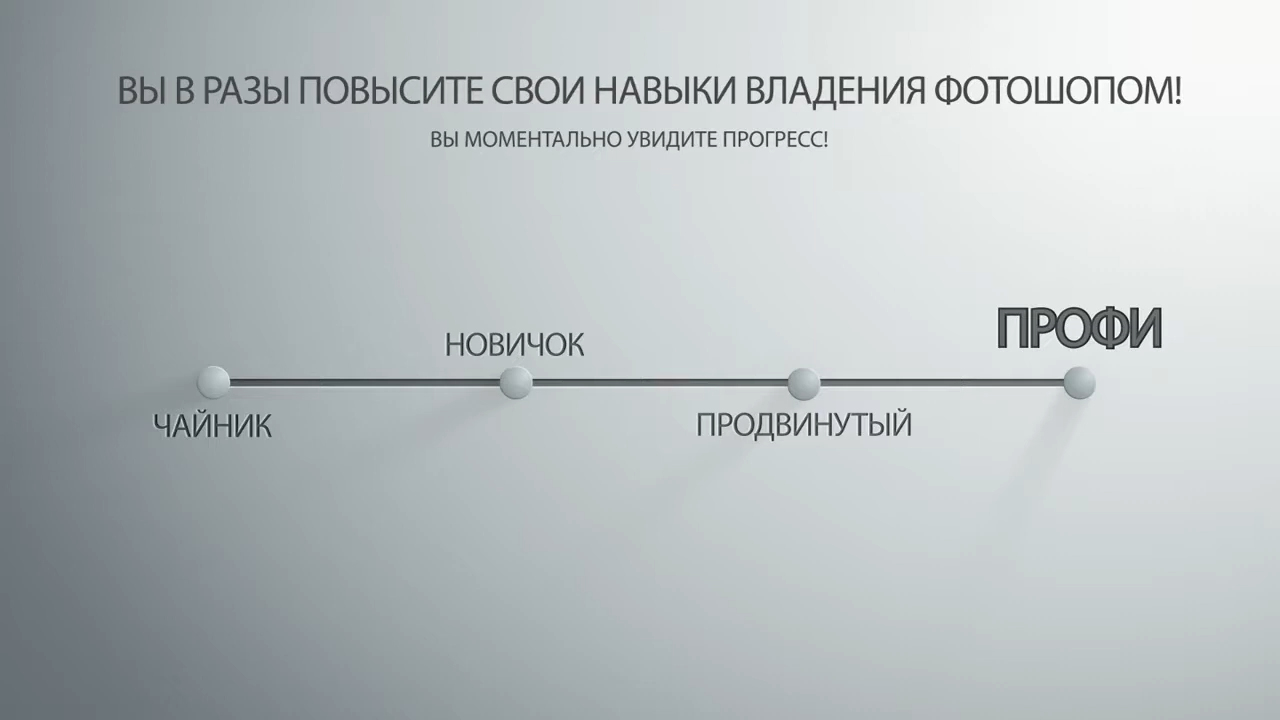 ВЫ В РАЗЫ ПОВЫСИТЕ СВОИ НАВЫКИ ВЛАДЕНИЯ ФОТОШОПОМ!
ВЫ МОМЕНТАЛЬНО УВИДИТЕ ПРОГРЕСС!
ЧАЙНИК
НОВИЧОК
ПРОДВИНУТЫЙ
ПРОФИ